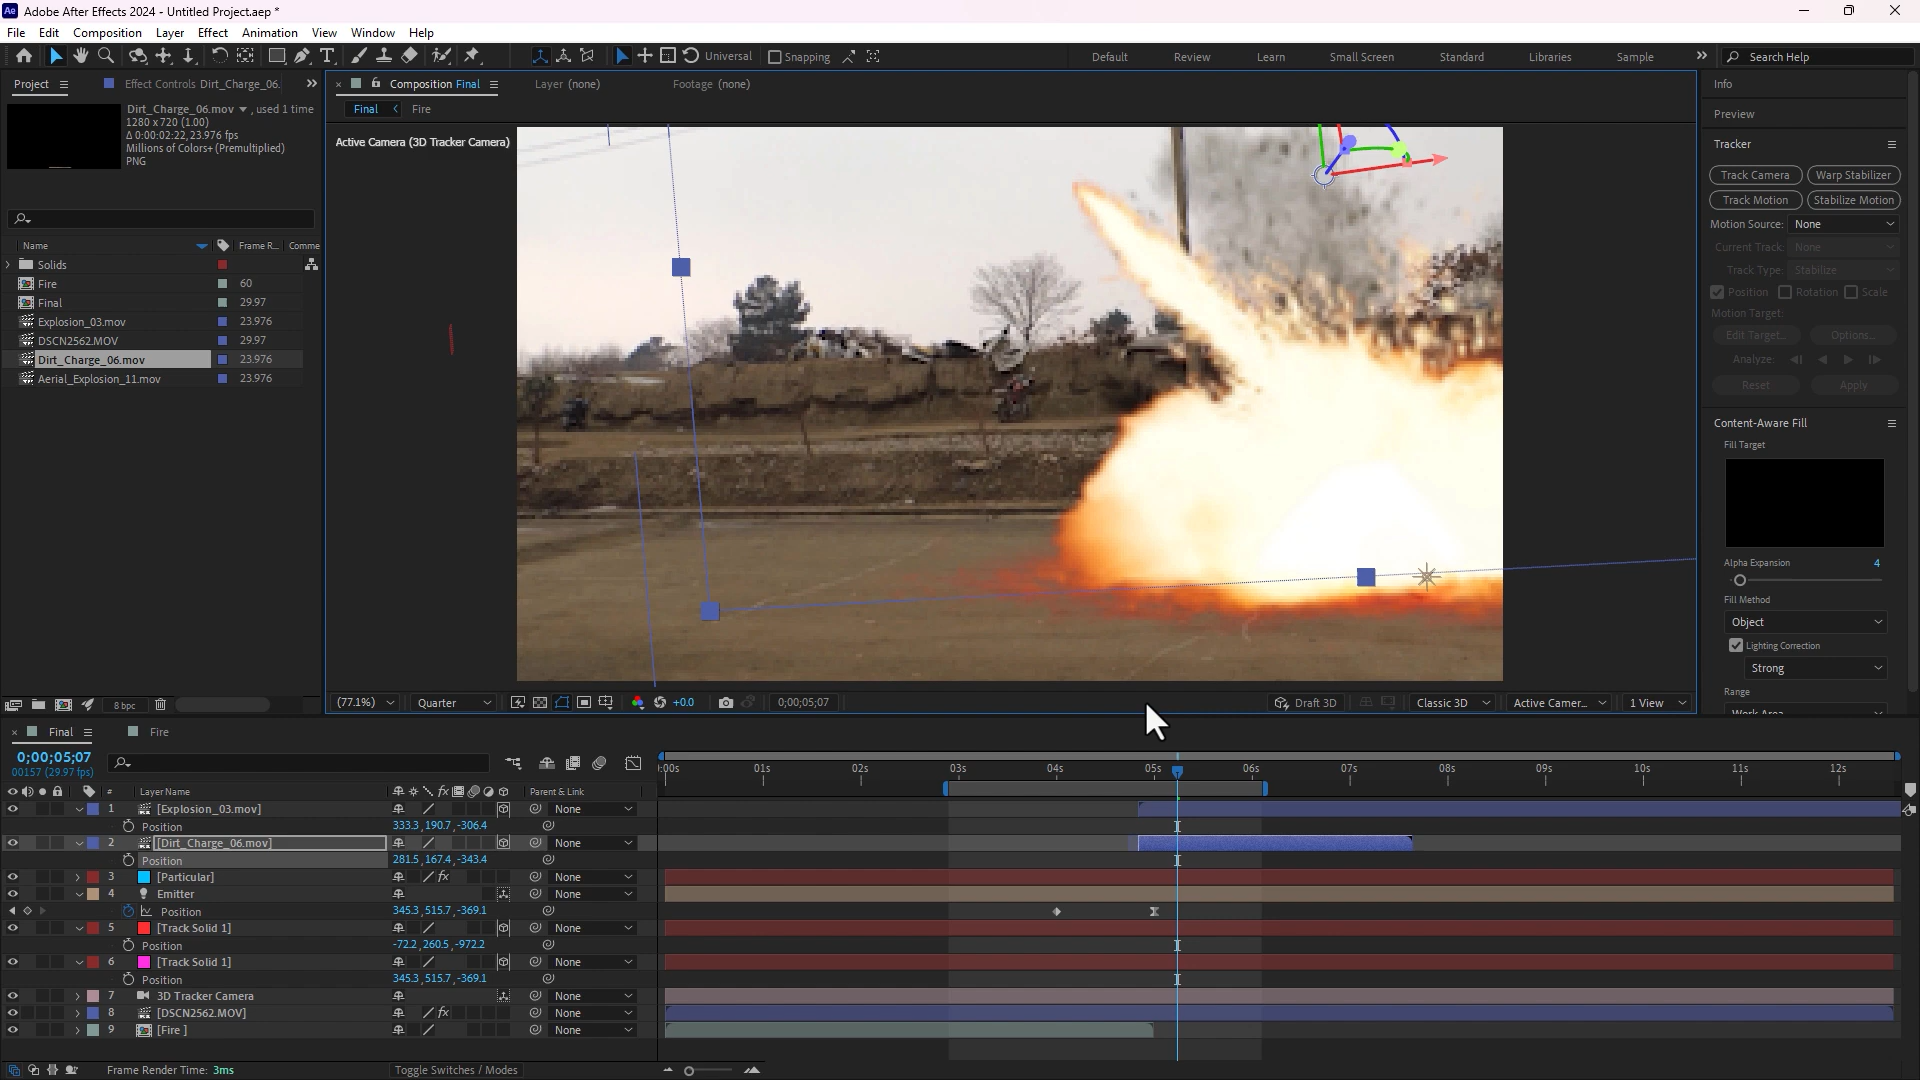 Adobe After Effects 2024 - Untitled Project.aep *
File Edit Composition Layer Effect Animation View Window Help
Universal Snapping Default Review Learn Small Screen Standard Libraries Sample Search Help
Project Effect Controls Dirt_Charge_06.
Composition Final Layer (none) Footage (none)
Final Fire
Dirt_Charge_06.mov , used 1 time
1280 x 720 (1.00)
Δ 0:00:02:22, 23.976 fps
Millions of Colors+ (Premultiplied)
PNG
Name Frame R... Comme
Solids
Fire 60
Final 29.97
Explosion_03.mov 23.976
DSCN2562.MOV 29.97
Dirt_Charge_06.mov 23.976
Aerial_Explosion_11.mov 23.976
8 bpc
Active Camera (3D Tracker Camera)
(77.1%) Quarter +0.0 0;00;05;07 Draft 3D Classic 3D Active Camer... 1 View
Info
Preview
Tracker
Track Camera Warp Stabilizer
Track Motion Stabilize Motion
Motion Source: None
Current Track: None
Track Type: Stabilize
Position Rotation Scale
Motion Target:
Edit Target... Options...
Analyze:
Reset Apply
Content-Aware Fill
Fill Target
Alpha Expansion 4
Fill Method
Object
Lighting Correction
Strong
Range
Work Area
Final Fire
0;00;05;07
00157 (29.97 fps)
:00s 01s 02s 03s 04s 05s 06s 07s 08s 09s 10s 11s 12s
# Layer Name Parent & Link
1 [Explosion_03.mov] None
Position 333.3, 190.7, -306.4
2 [Dirt_Charge_06.mov] None
Position 281.5, 167.4, -343.4
3 [Particular] fx None
4 Emitter None
Position 345.3, 515.7, -369.1
5 [Track Solid 1] None
Position -72.2, 260.5, -972.2
6 [Track Solid 1] None
Position 345.3, 515.7, -369.1
7 3D Tracker Camera None
8 [DSCN2562.MOV] fx None
9 [Fire ] None
Frame Render Time: 3ms Toggle Switches / Modes